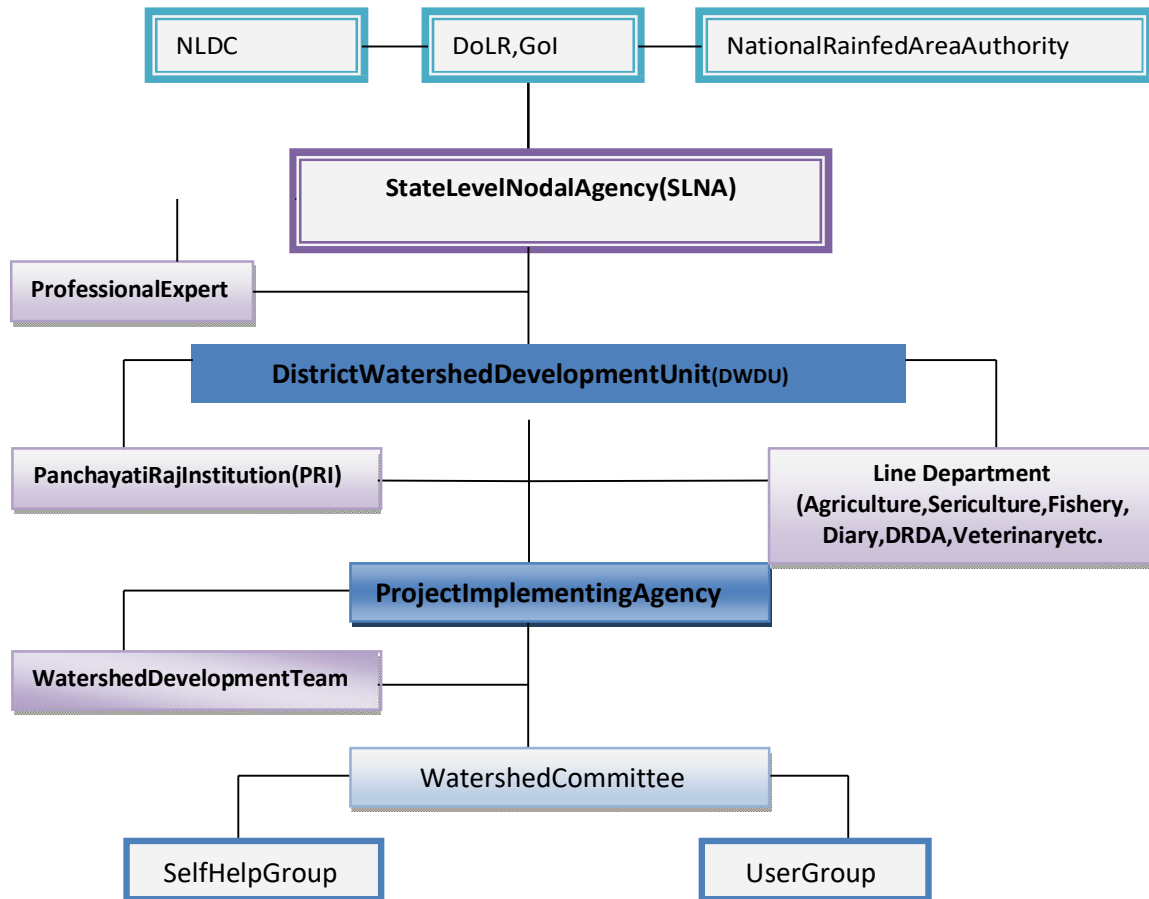 NLDC
DoLR,GoI
NationalRainfedAreaAuthority
StateLevelNodalAgency(SLNA)
ProfessionalExpert
DistrictWatershedDevelopmentUnit(DWDU)
PanchayatiRajInstitution(PRI)
Line Department
(Agriculture,Sericulture,Fishery,
Diary,DRDA,Veterinaryetc.
ProjectImplementingAgency
WatershedDevelopmentTeam
WatershedCommittee
SelfHelpGroup
UserGroup